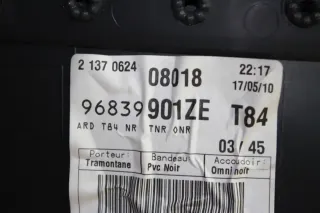 2 137 0624 08018 22:17
17/05/10
96839901ZE T84
ARD T84 NR TNR ONR 03/45
Porteur: Bandeau Accoudoir:
Tramontane Pvc Noir Omni noir